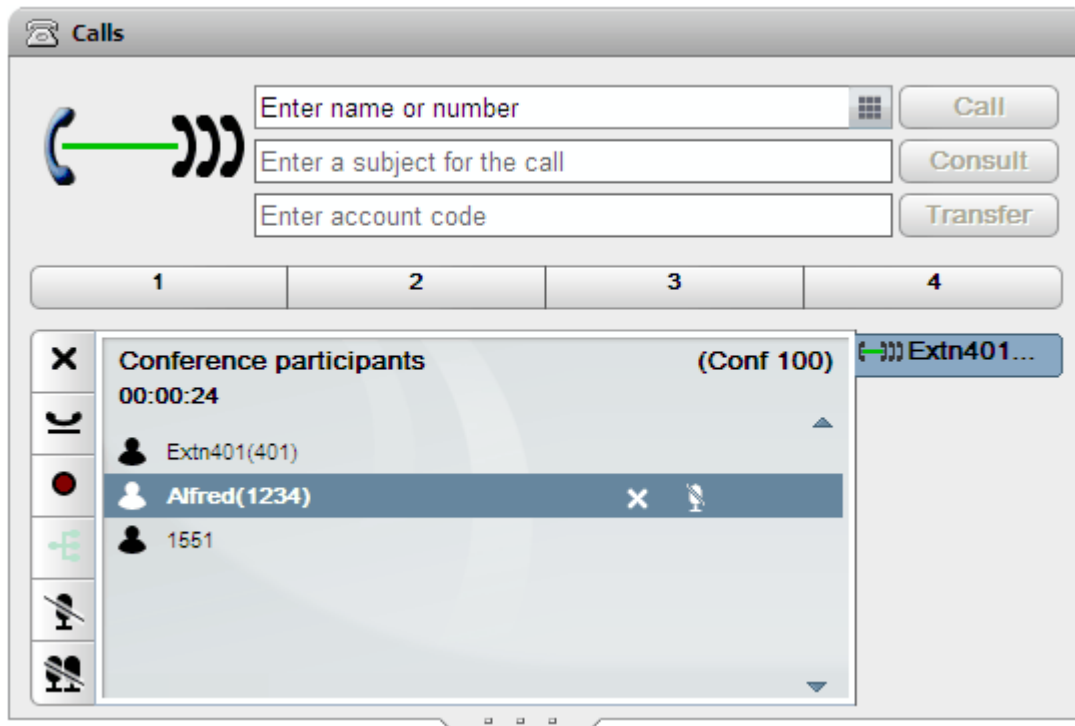 Calls
Enter name or number
Call
Enter a subject for the call
Consult
Enter account code
Transfer
1 2 3 4
Conference participants (Conf 100)
Extn401...
00:00:24
Extn401(401)
Alfred(1234)
1551